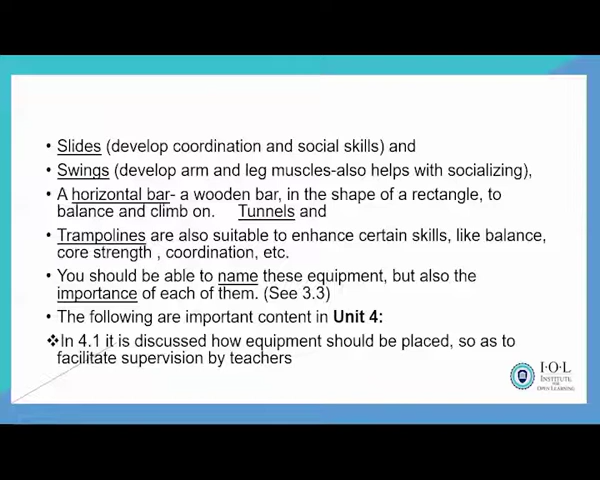 • Slides (develop coordination and social skills) and
• Swings (develop arm and leg muscles-also helps with socializing),
• A horizontal bar- a wooden bar, in the shape of a rectangle, to
balance and climb on. Tunnels and
• Trampolines are also suitable to enhance certain skills, like balance,
core strength , coordination, etc.
• You should be able to name these equipment, but also the
importance of each of them. (See 3.3)
• The following are important content in Unit 4:
❖In 4.1 it is discussed how equipment should be placed, so as to
facilitate supervision by teachers
I·O·L
INSTITUTE
FOR
OPEN LEARNING